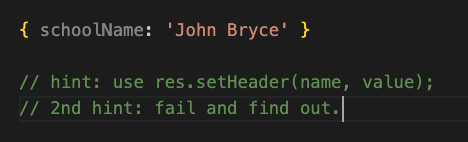 { schoolName: 'John Bryce' }
// hint: use res.setHeader(name, value);
// 2nd hint: fail and find out.